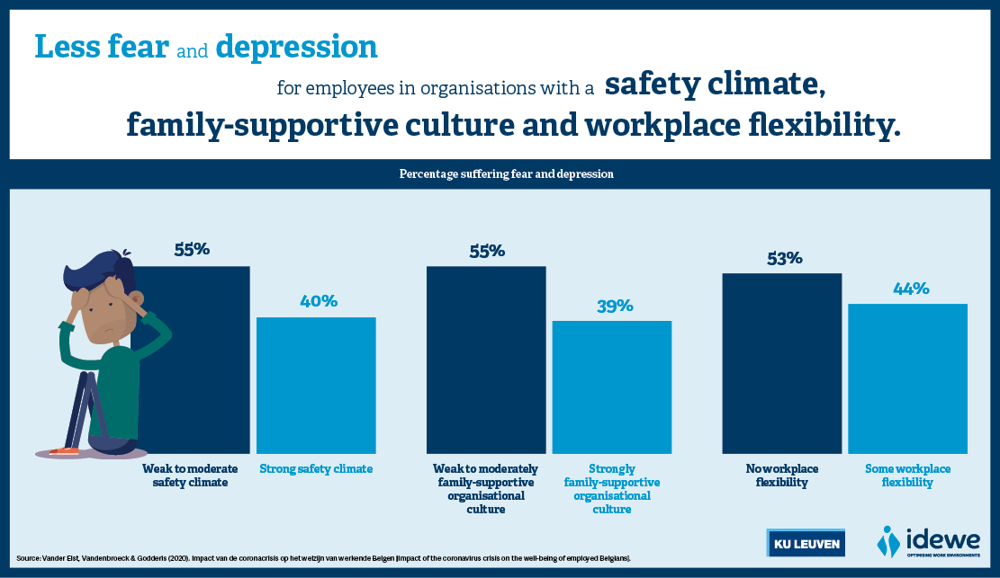 Less fear and depression
for employees in organisations with a safety climate,
family-supportive culture and workplace flexibility.
Percentage suffering fear and depression
55%
40%
55%
39%
53%
44%
Weak to moderate
safety climate
Strong safety climate
Weak to moderately
family-supportive
organisational
culture
Strongly
family-supportive
organisational
culture
No workplace
flexibility
Some workplace
flexibility
KU LEUVEN
idewe
OPTIMISING WORK ENVIRONMENTS
Source: Vander Elst, Vandenbroeck & Godderis (2020). Impact van de coronacrisis op het welzijn van werkende Belgen [Impact of the coronavirus crisis on the well-being of employed Belgians].